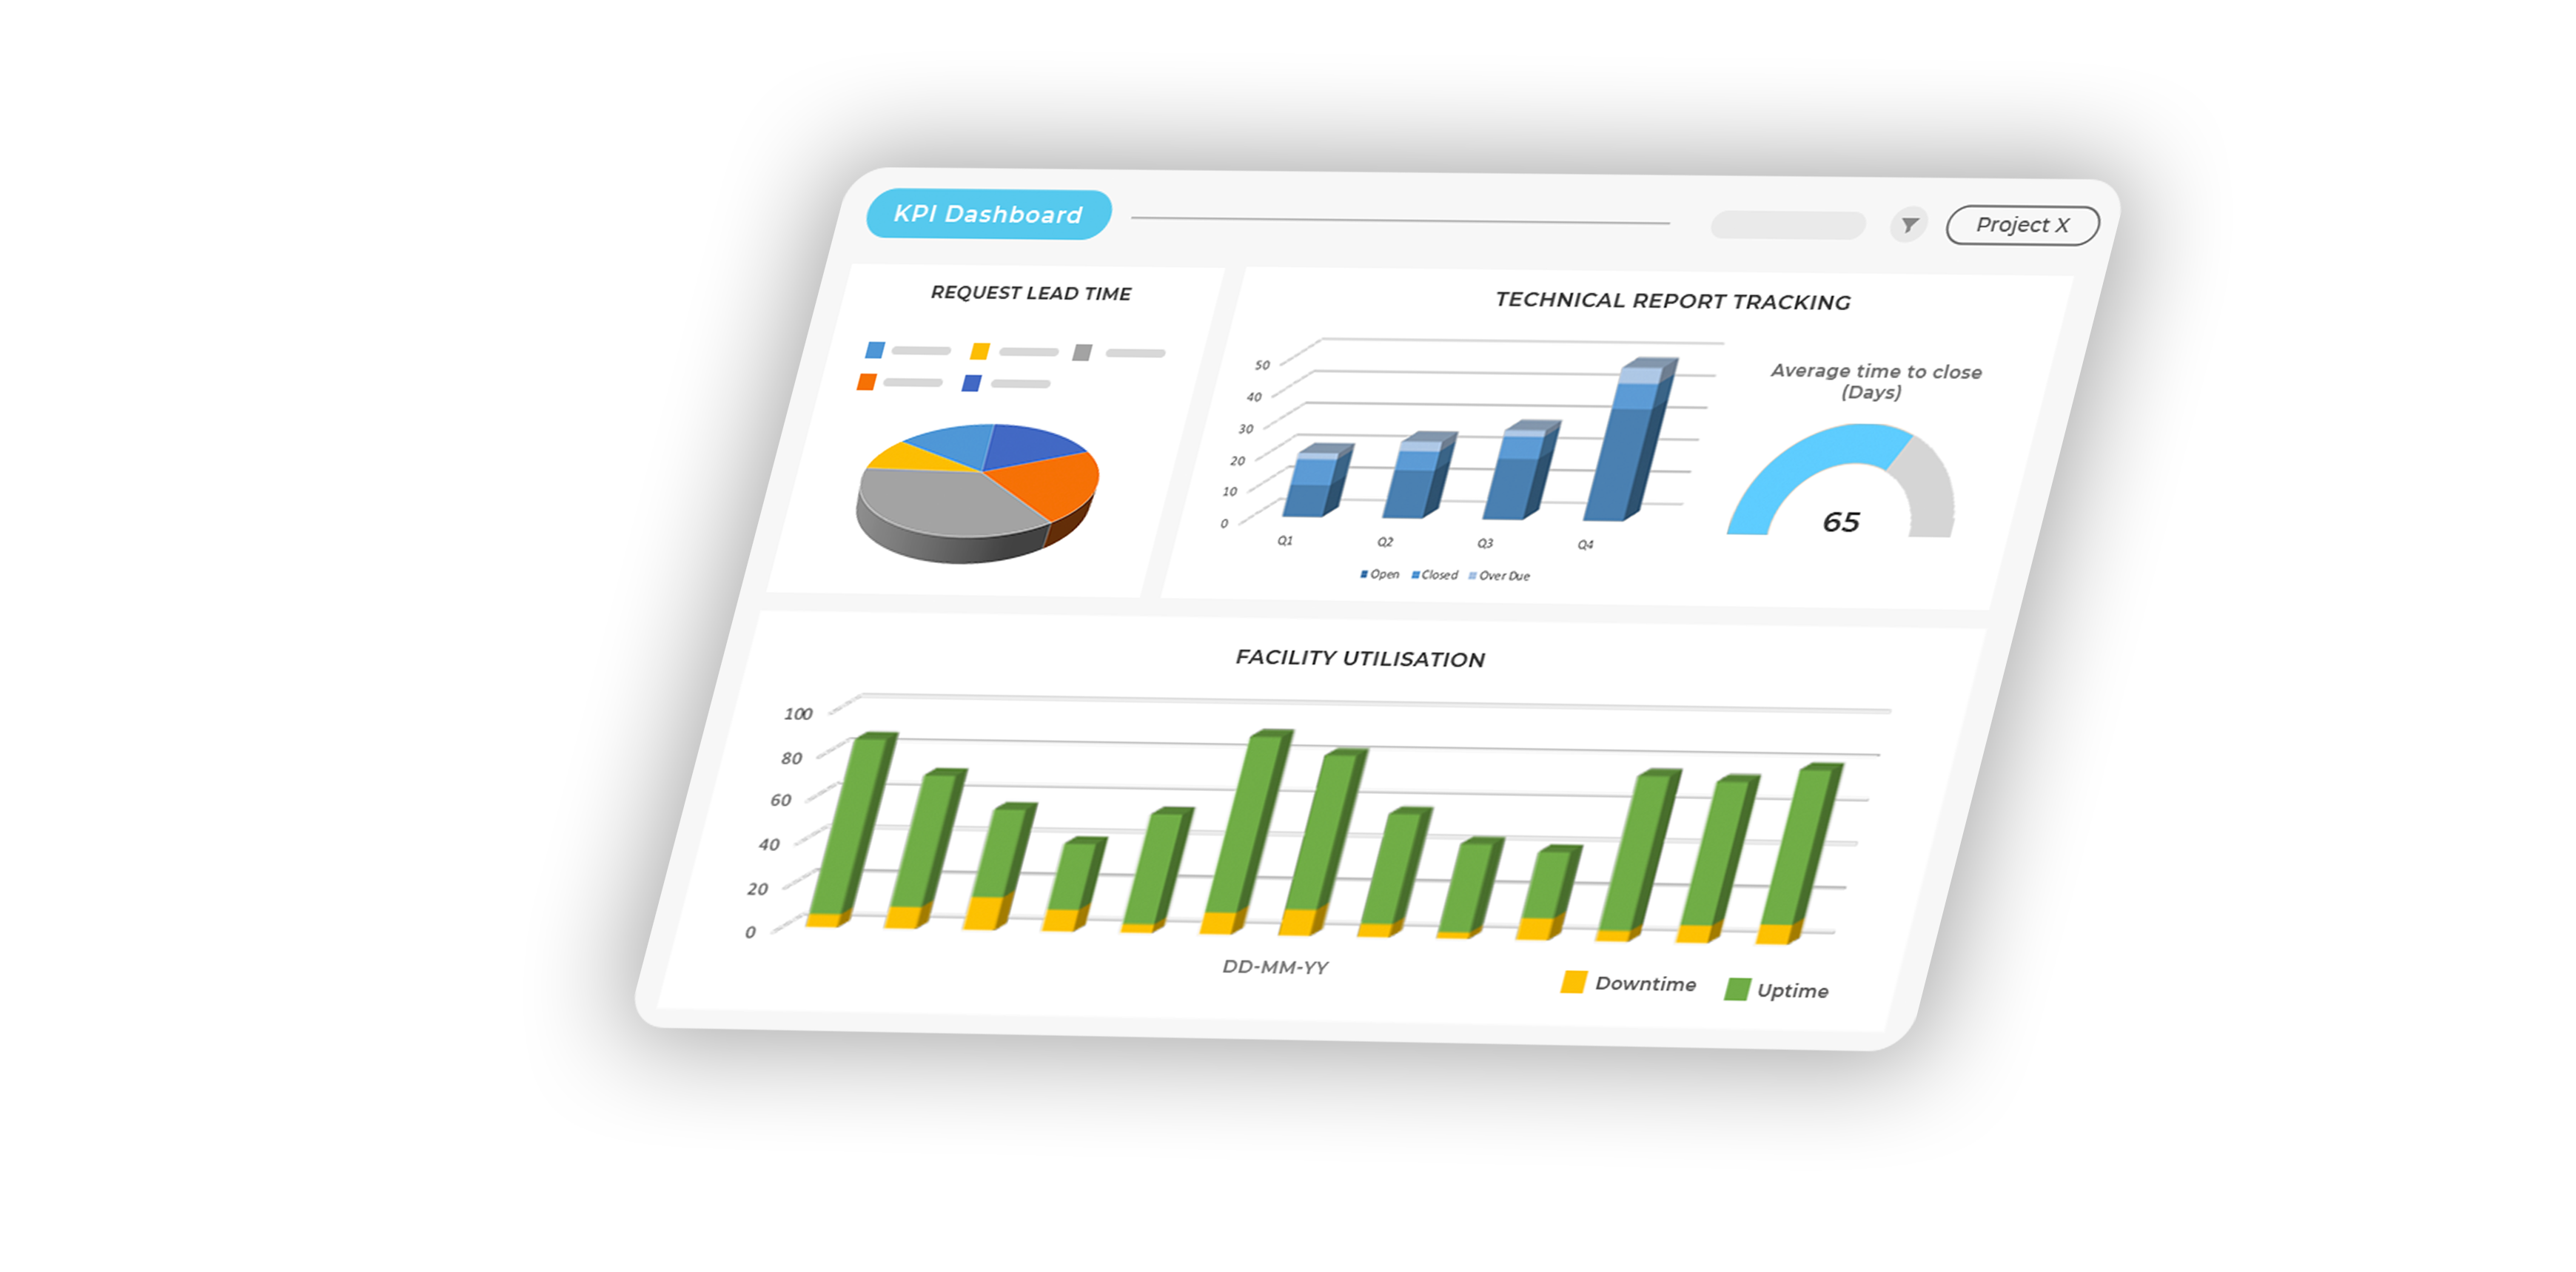 KPI Dashboard
Project X
REQUEST LEAD TIME
TECHNICAL REPORT TRACKING
50
40
30
20
10
0
Q1
Q2
Q3
Q4
Open
Closed
Over Due
Average time to close
(Days)
65
FACILITY UTILISATION
100
80
60
40
20
0
DD-MM-YY
Downtime
Uptime